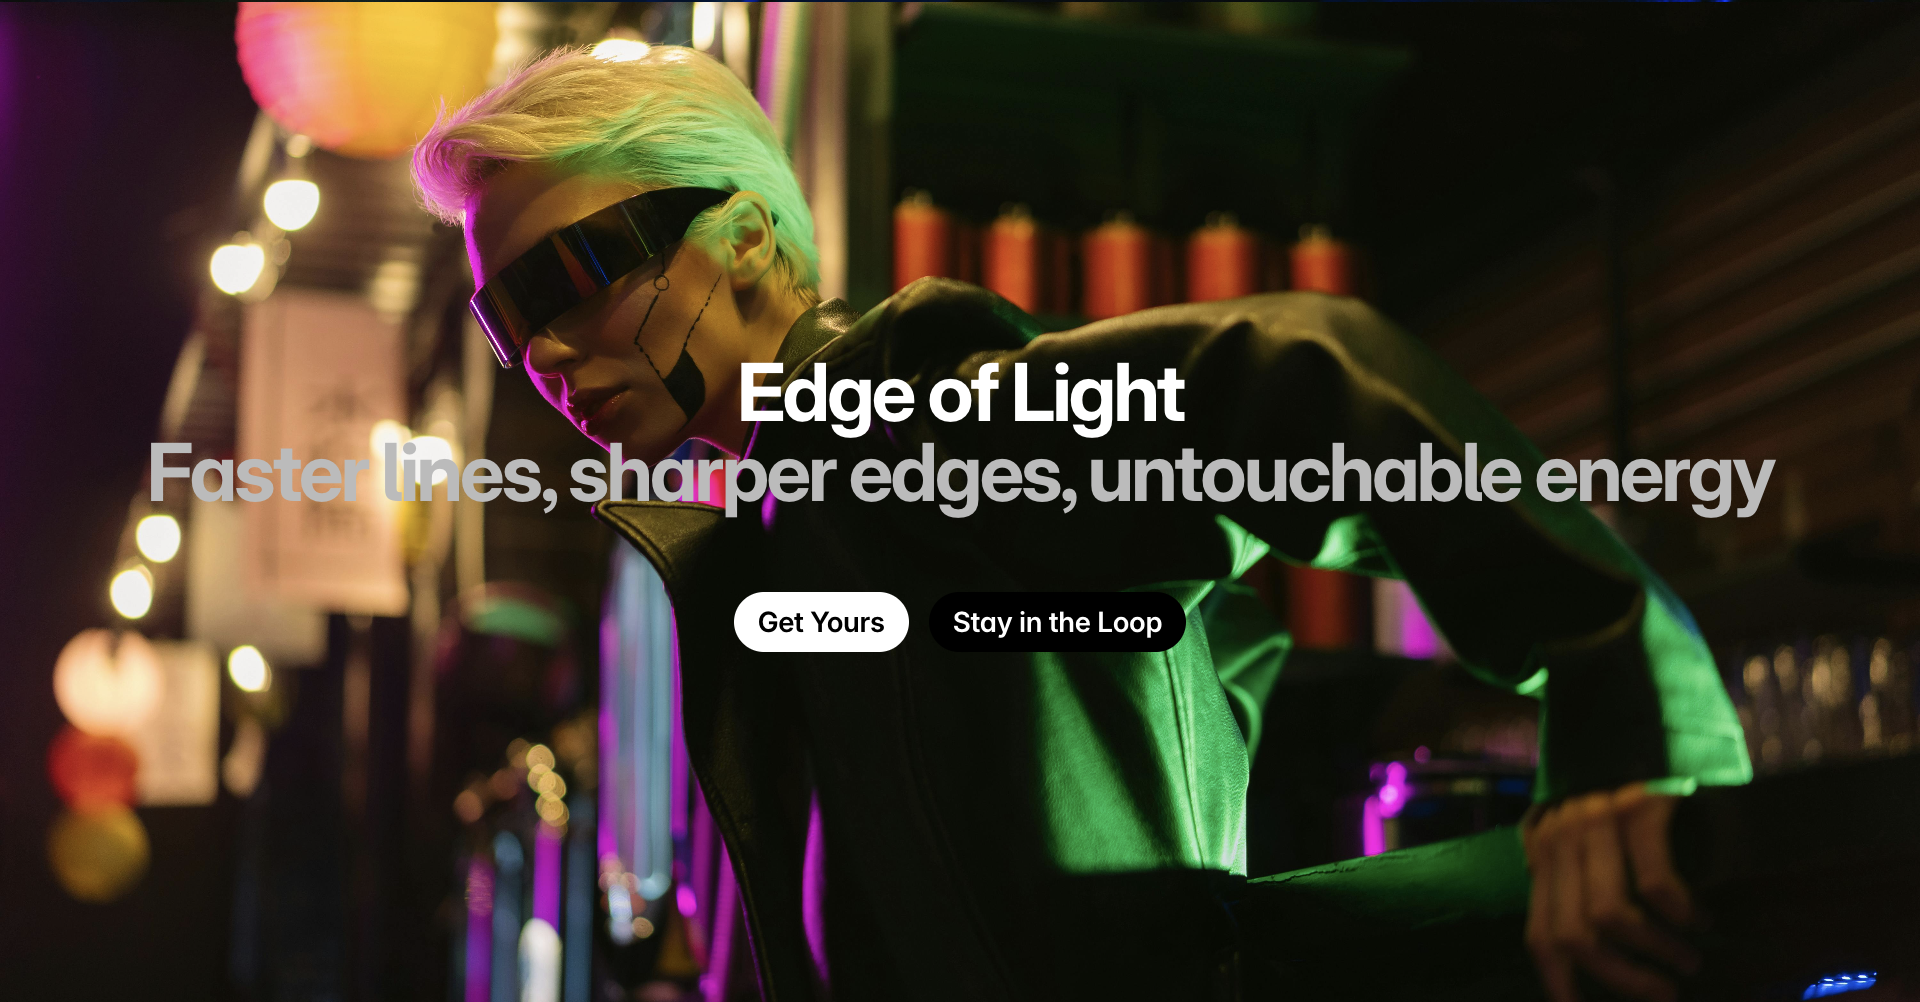 Edge of Light
Faster lines, sharper edges, untouchable energy
Get Yours
Stay in the Loop